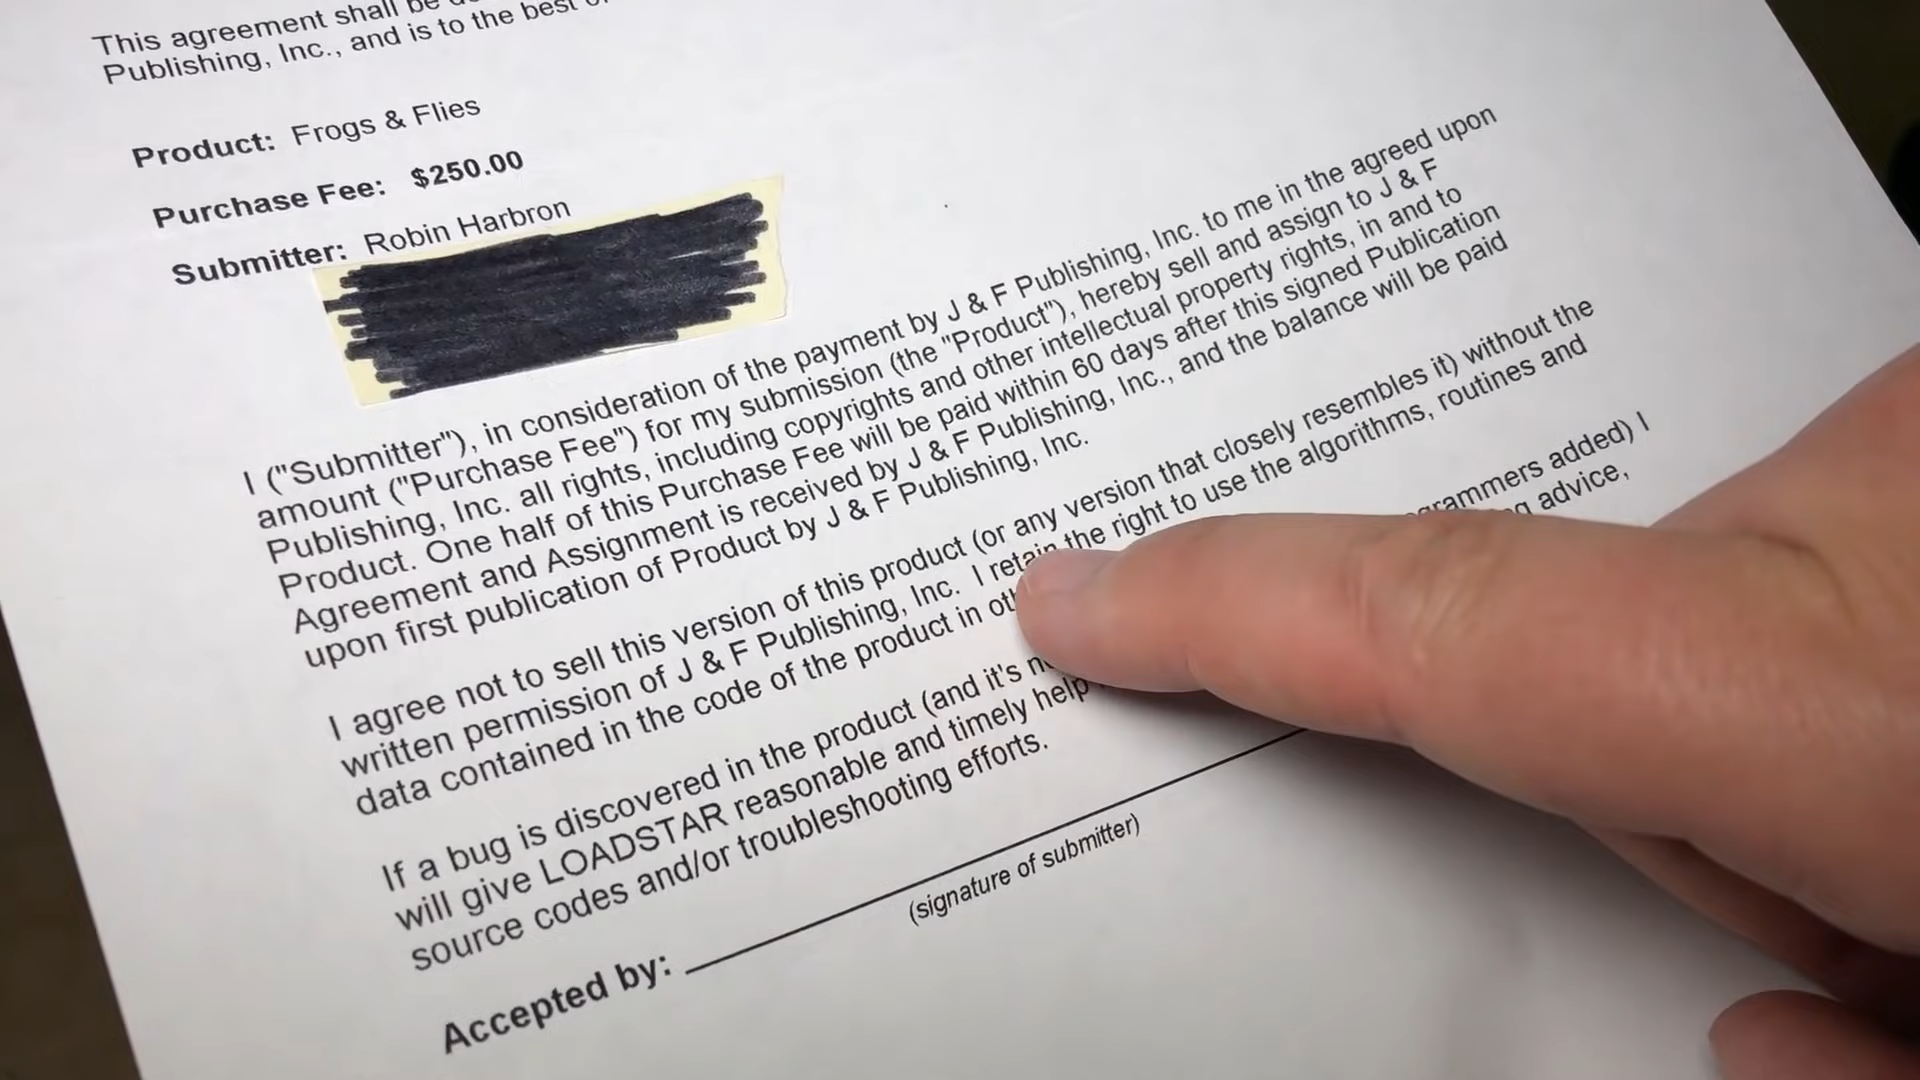 This agreement shall be
Publishing, Inc., and is to the best of
Product: Frogs & Flies
Purchase Fee: $250.00
Submitter: Robin Harbron
I ("Submitter"), in consideration of the payment by J & F Publishing, Inc. to me in the agreed upon
amount ("Purchase Fee") for my submission (the "Product"), hereby sell and assign to J & F
Publishing, Inc. all rights, including copyrights and other intellectual property rights, in and to
Product. One half of this Purchase Fee will be paid within 60 days after this signed Publication
Agreement and Assignment is received by J & F Publishing, Inc., and the balance will be paid
upon first publication of Product by J & F Publishing, Inc.
I agree not to sell this version of this product (or any version that closely resembles it) without the
written permission of J & F Publishing, Inc. I retain the right to use the algorithms, routines and
data contained in the code of the product in
If a bug is discovered in the product (and it's added) I
will give LOADSTAR reasonable and timely help advice,
source codes and/or troubleshooting efforts.
Accepted by:
(signature of submitter)